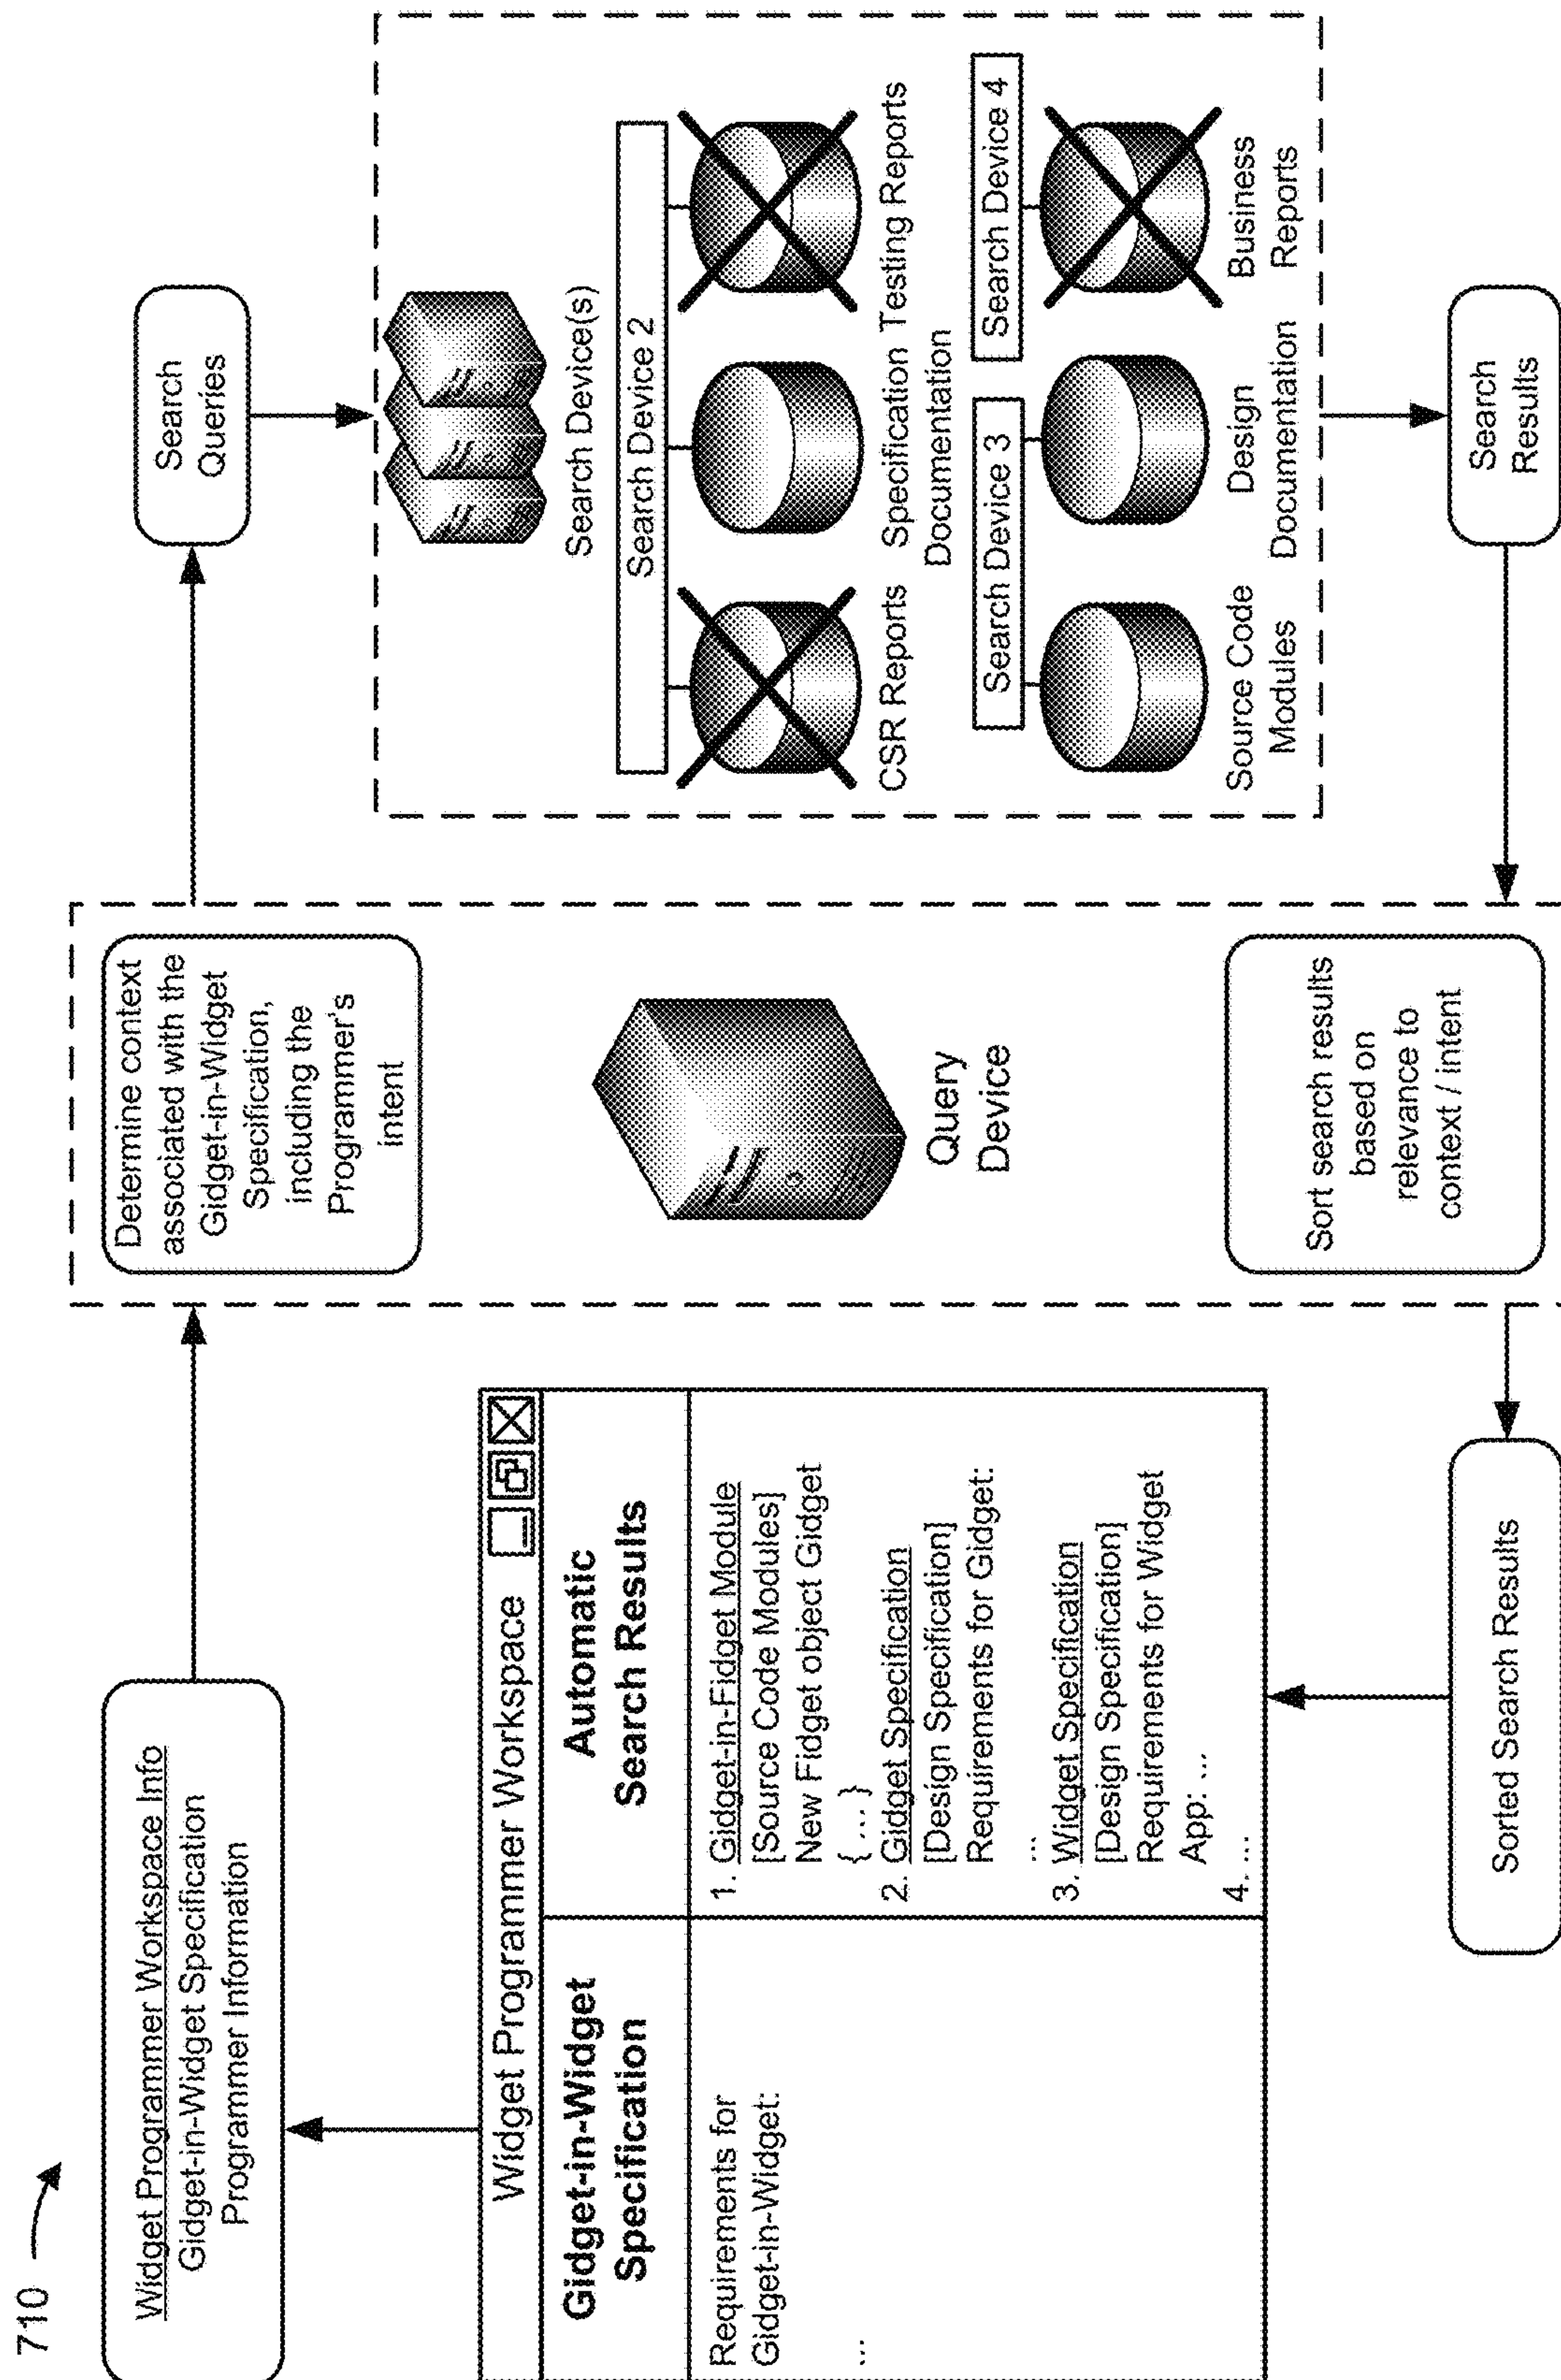 710
Widget Programmer Workspace Info
Gidget-in-Widget Specification
Programmer Information
Widget Programmer Workspace
Gidget-in-Widget
Specification
Requirements for
Gidget-in-Widget:
...
Automatic
Search Results
1. Gidget-in-Fidget Module
[Source Code Modules]
New Fidget object Gidget
{ ... }
2. Gidget Specification
[Design Specification]
Requirements for Gidget:
...
3. Widget Specification
[Design Specification]
Requirements for Widget
App: ...
4. ...
Sorted Search Results
Determine context
associated with the
Gidget-in-Widget
Specification,
including the
Programmer's
intent
Query
Device
Sort search results
based on
relevance to
context / intent
Search
Queries
Search Device(s)
Search Device 2
CSR Reports
Specification
Documentation
Testing Reports
Search Device 3
Search Device 4
Source Code
Modules
Design
Documentation
Business
Reports
Search
Results